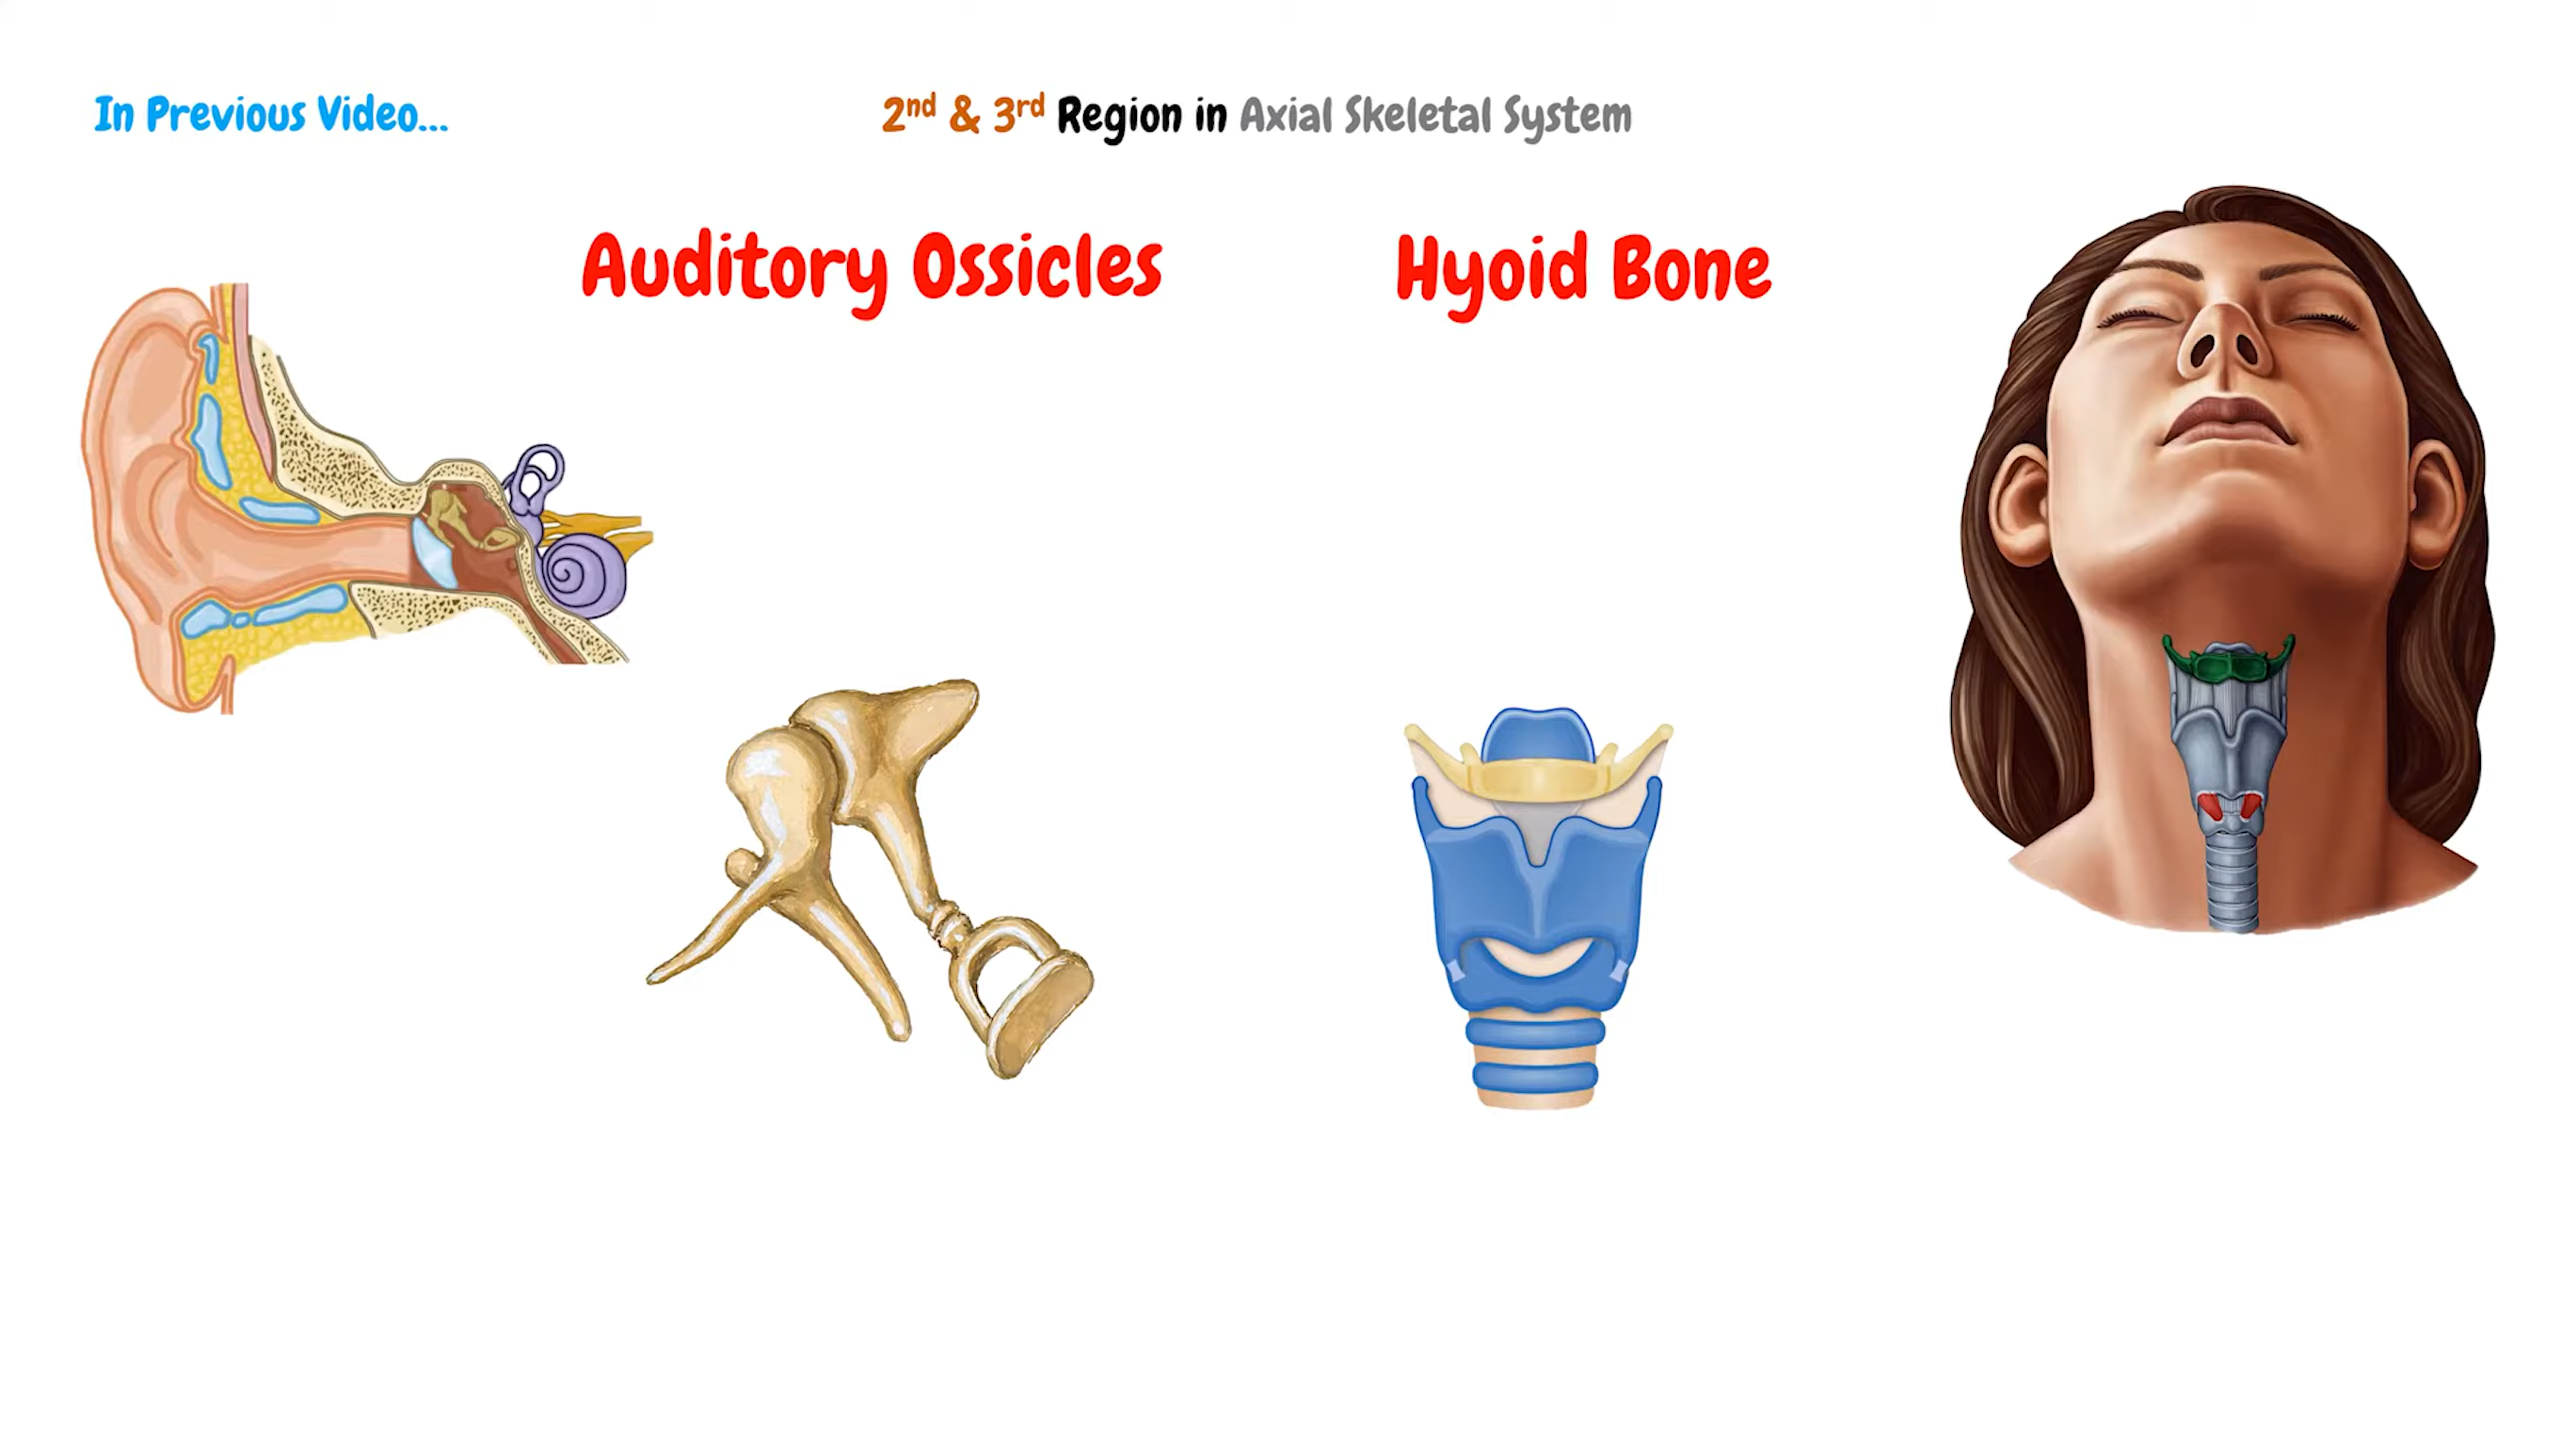 In Previous Video...
2nd & 3rd Region in Axial Skeletal System
Auditory Ossicles
Hyoid Bone